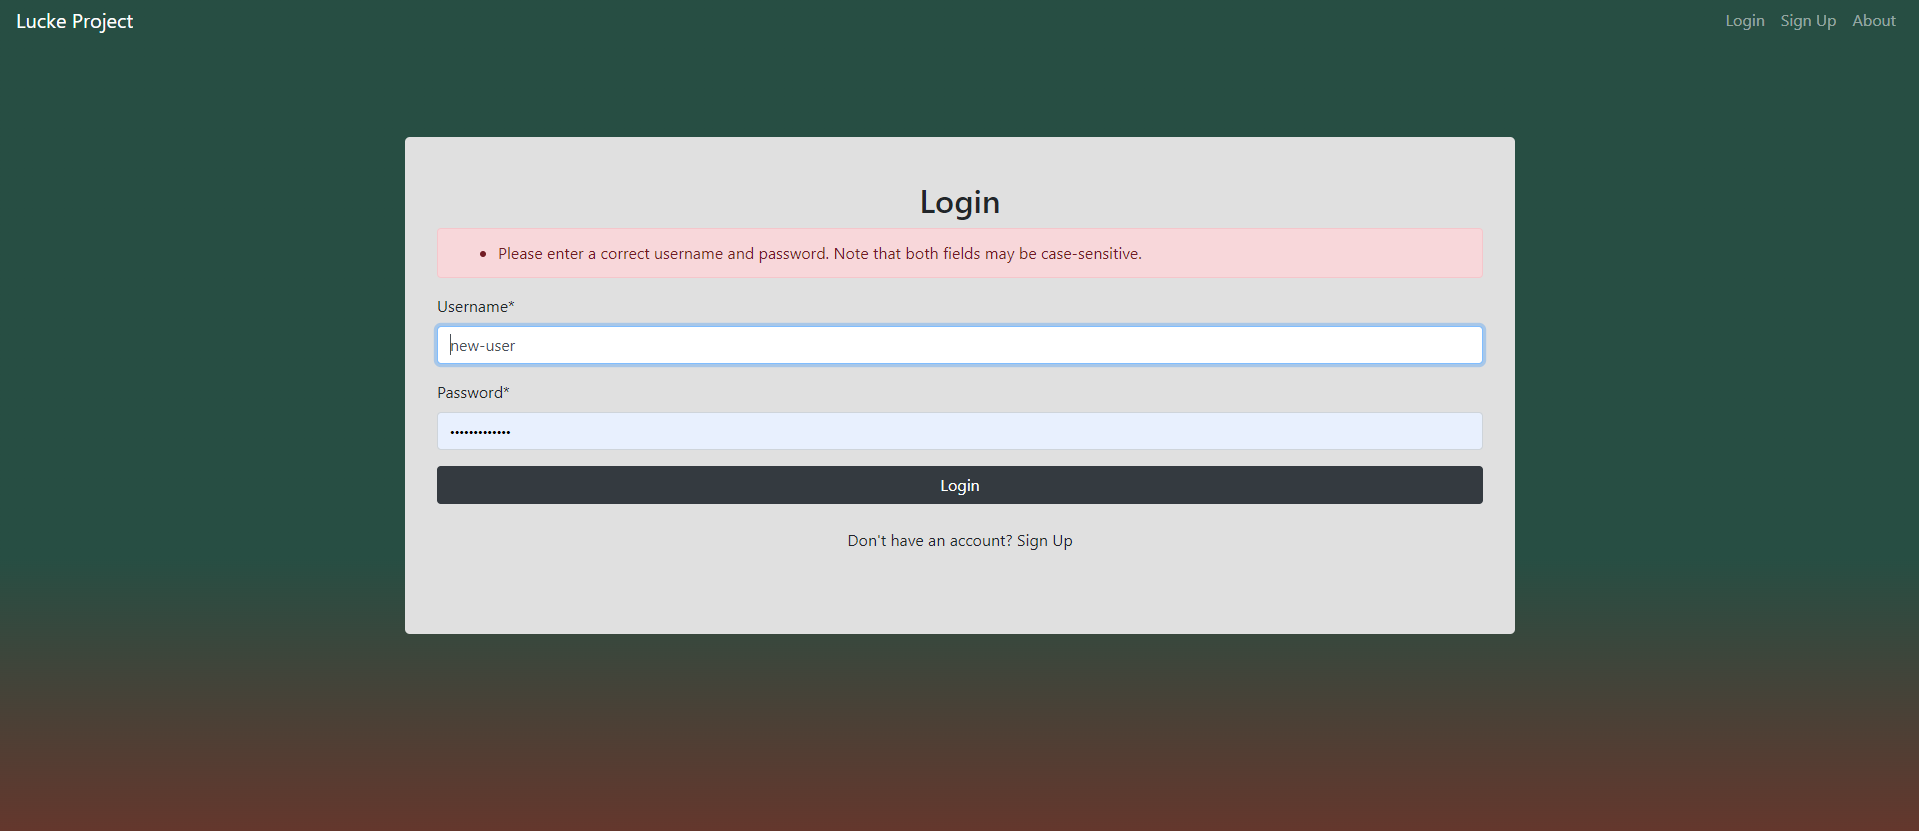 Lucke Project
Login Sign Up About
Login
Please enter a correct username and password. Note that both fields may be case-sensitive.
Username*
new-user
Password*
•••••••••••••
Login
Don't have an account? Sign Up